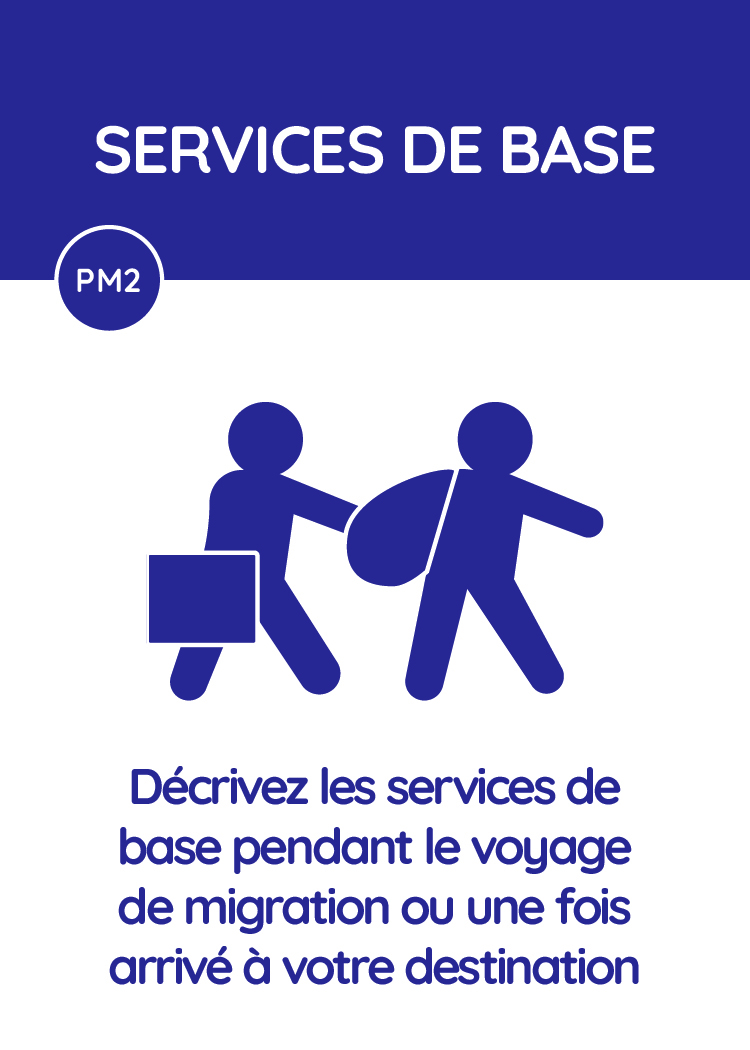 SERVICES DE BASE
PM2
Décrivez les services de
base pendant le voyage
de migration ou une fois
arrivé à votre destination